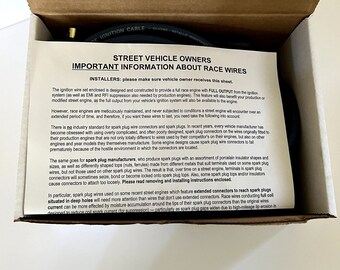 IGNITION CABLE
STREET VEHICLE OWNERS
IMPORTANT INFORMATION ABOUT RACE WIRES
INSTALLERS: please make sure vehicle owner receives this sheet.
The ignition wire set enclosed is designed and constructed to provide a full race engine with FULL OUTPUT from the ignition
system (as well as EMI and RFI suppression also needed by production engines). This feature will also benefit your production or
modified street engine, as the full output from your vehicle's ignition system will also be available to the engine.
However, race engines are meticulously maintained, and never subjected to conditions a street engine will encounter over an
extended period of time, and therefore, if you want these wires to last, you need take the following into account:
There is no industry standard for spark plug wire connectors and spark plugs. In recent years, every vehicle manufacturer has
become obsessed with using overly complicated, and often poorly designed, spark plug connectors on the wires originally fitted to
their production engines that are not only totally different to wires used by their competitor's on their engines, but also on other
engines and year models they themselves manufacture. Some engine designs cause spark plug wire connectors to fail
prematurely because of the hostile environment in which the connectors are located.
The same goes for spark plug manufacturers, who produce spark plugs with an assortment of porcelain insulator shapes and
sizes, as well as differently shaped tops (nuts, ferrules) made from different metals that suit terminals used on some spark plug
wires, but not those used on other spark plug wires. The result is that, over time on a street engine, terminals in spark plug
connectors will sometimes seize, bond or become locked onto spark plug tops. Also, some spark plug tops and/or insulators
cause connectors to attach too loosely. Please read removing and installing instructions enclosed.
In particular, spark plug wires used on some recent street engines which feature extended connectors to reach spark plugs
situated in deep holes will need more attention than wires that don't use extended connectors. Race wires conducting full coil
current can be more affected by moisture accumulation around the tips of their spark plug connectors than the original wires